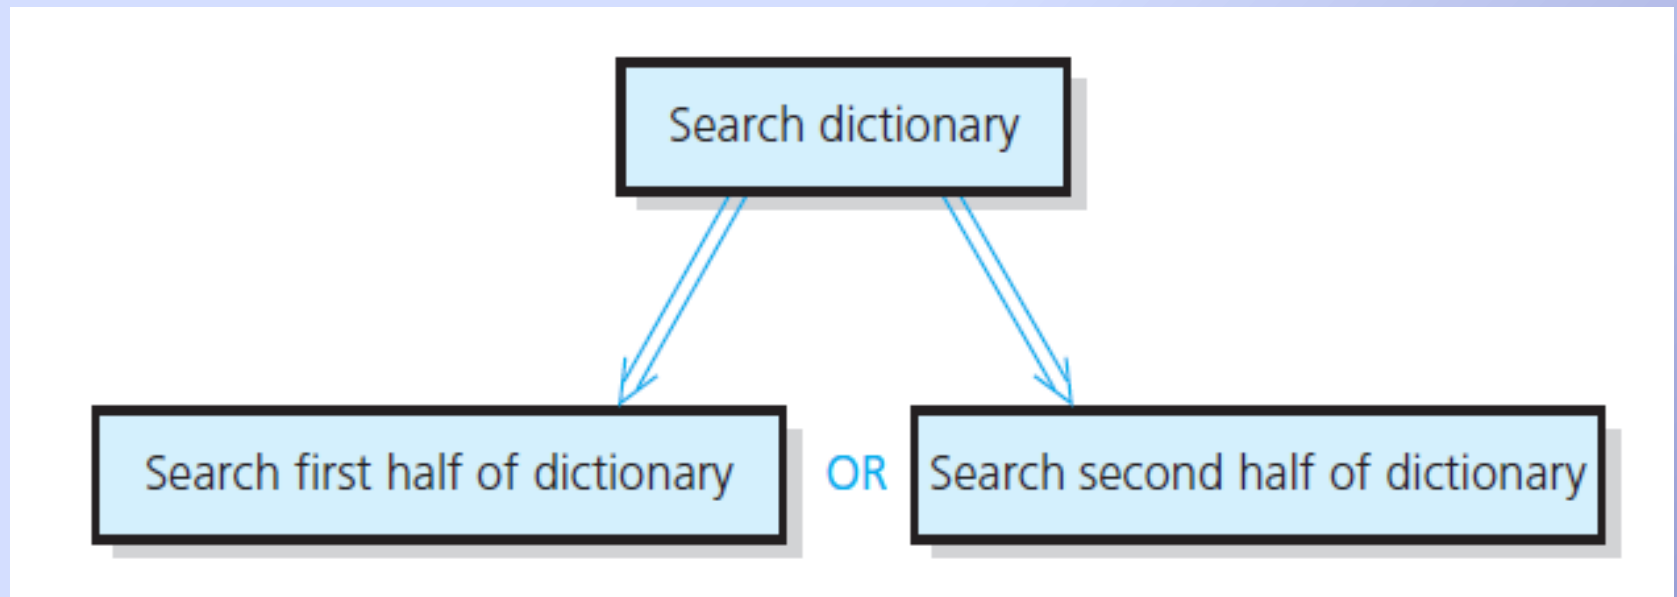 Search dictionary
Search first half of dictionary
OR
Search second half of dictionary